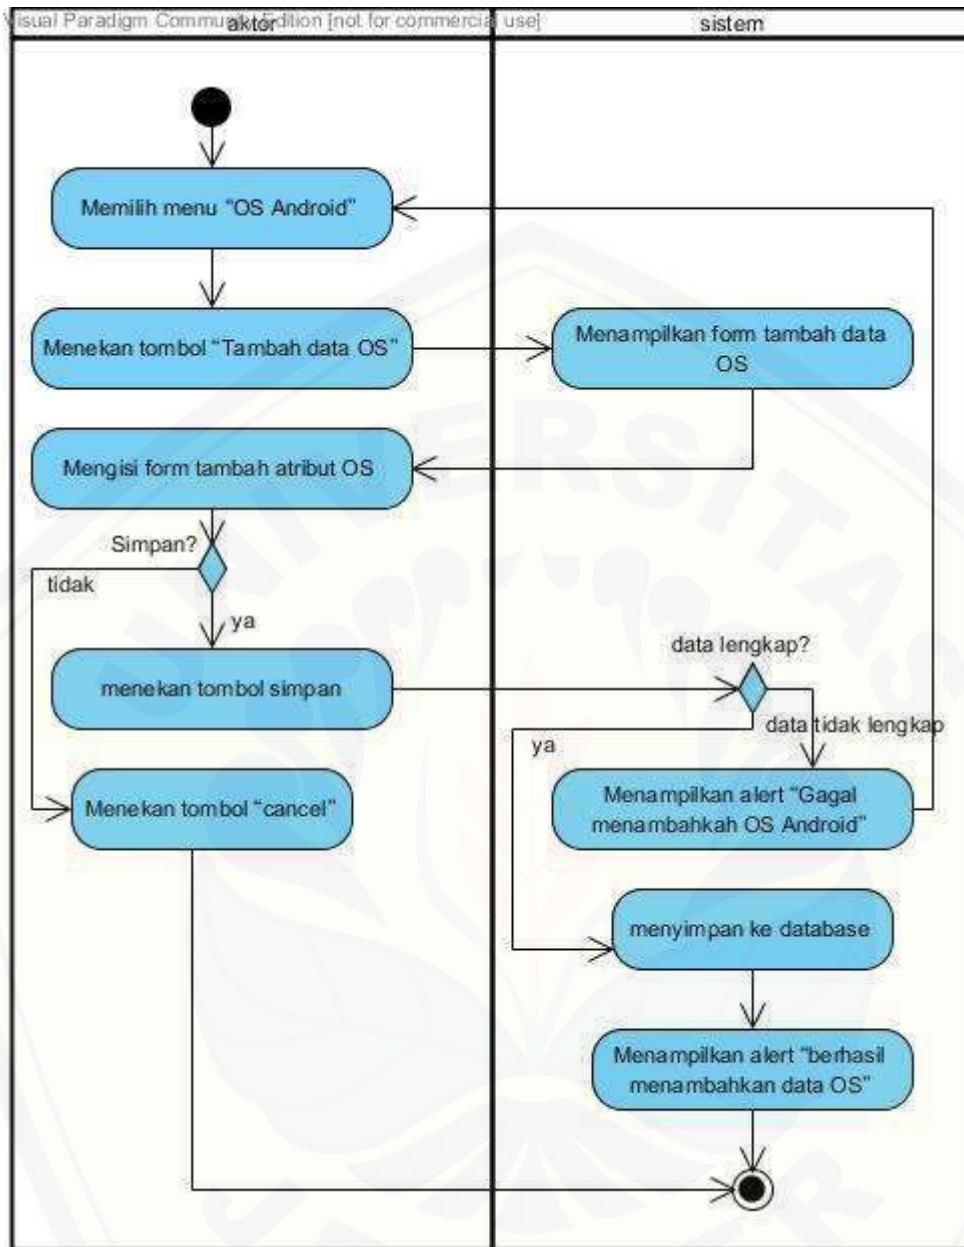 Visual Paradigm Community Edition [not for commercial use]
aktor
sistem
Memilih menu “OS Android”
Menekan tombol “Tambah data OS”
Menampilkan form tambah data
OS
Mengisi form tambah atribut OS
Simpan?
tidak
ya
menekan tombol simpan
data lengkap?
data tidak lengkap
ya
Menekan tombol “cancel”
Menampilkan alert “Gagal
menambahkah OS Android”
menyimpan ke database
Menampilkan alert “berhasil
menambahkan data OS”
UNIVERSITAS